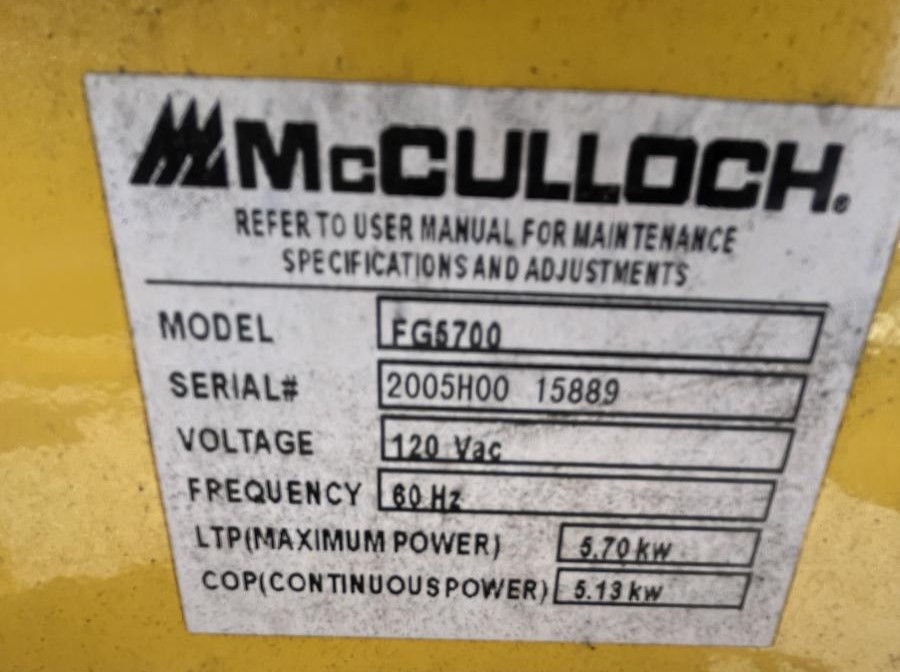 McCULLOCH®
REFER TO USER MANUAL FOR MAINTENANCE
SPECIFICATIONS AND ADJUSTMENTS
MODEL FG5700
SERIAL# 2005H00 15889
VOLTAGE 120 Vac
FREQUENCY 60 Hz
LTP(MAXIMUM POWER) 5.70 kw
COP(CONTINUOUS POWER) 5.13 kw